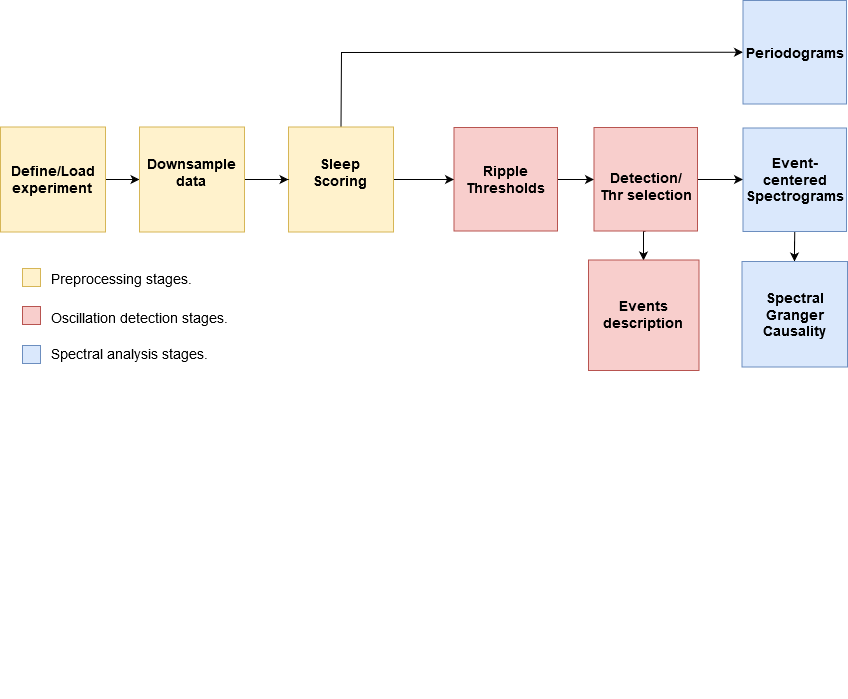 Periodograms
Define/Load
experiment
Downsample
data
Sleep
Scoring
Ripple
Thresholds
Detection/
Thr selection
Event-
centered
Spectrograms
Preprocessing stages.
Oscillation detection stages.
Spectral analysis stages.
Events
description
Spectral
Granger
Causality